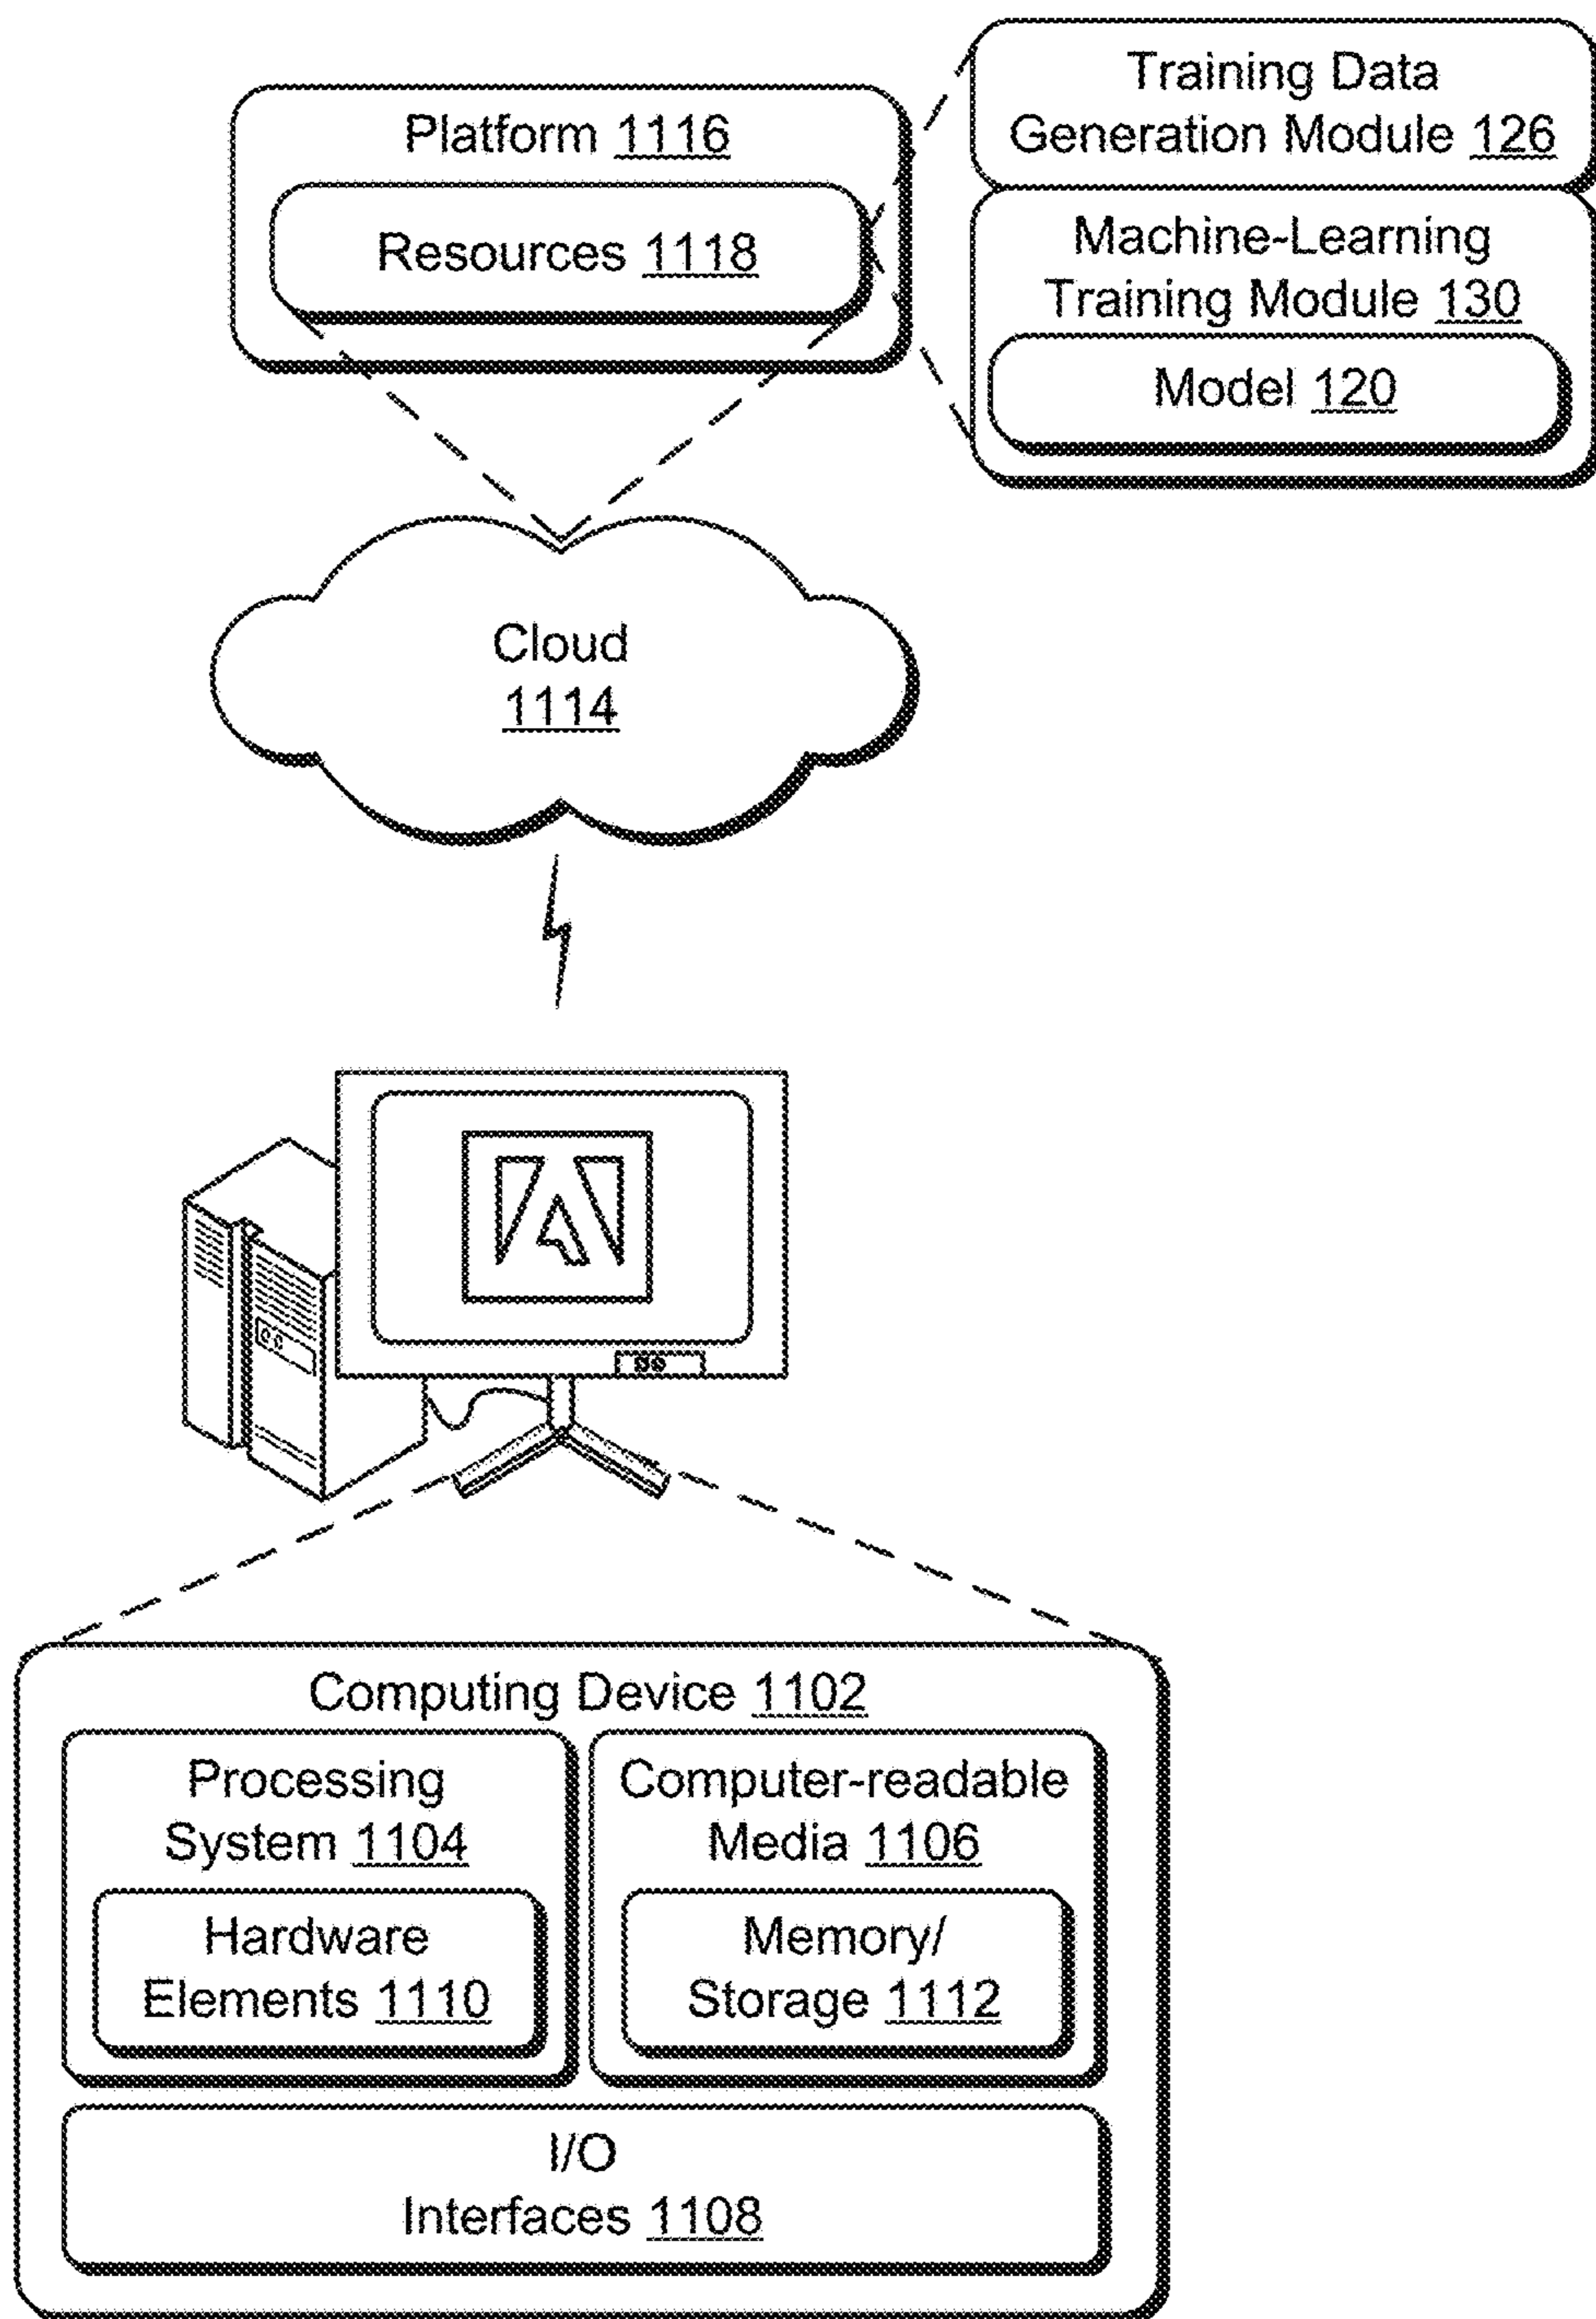 Training Data
Generation Module 126
Platform 1116
Resources 1118
Machine-Learning
Training Module 130
Model 120
Cloud
1114
Computing Device 1102
Processing
System 1104
Hardware
Elements 1110
Computer-readable
Media 1106
Memory/
Storage 1112
I/O
Interfaces 1108